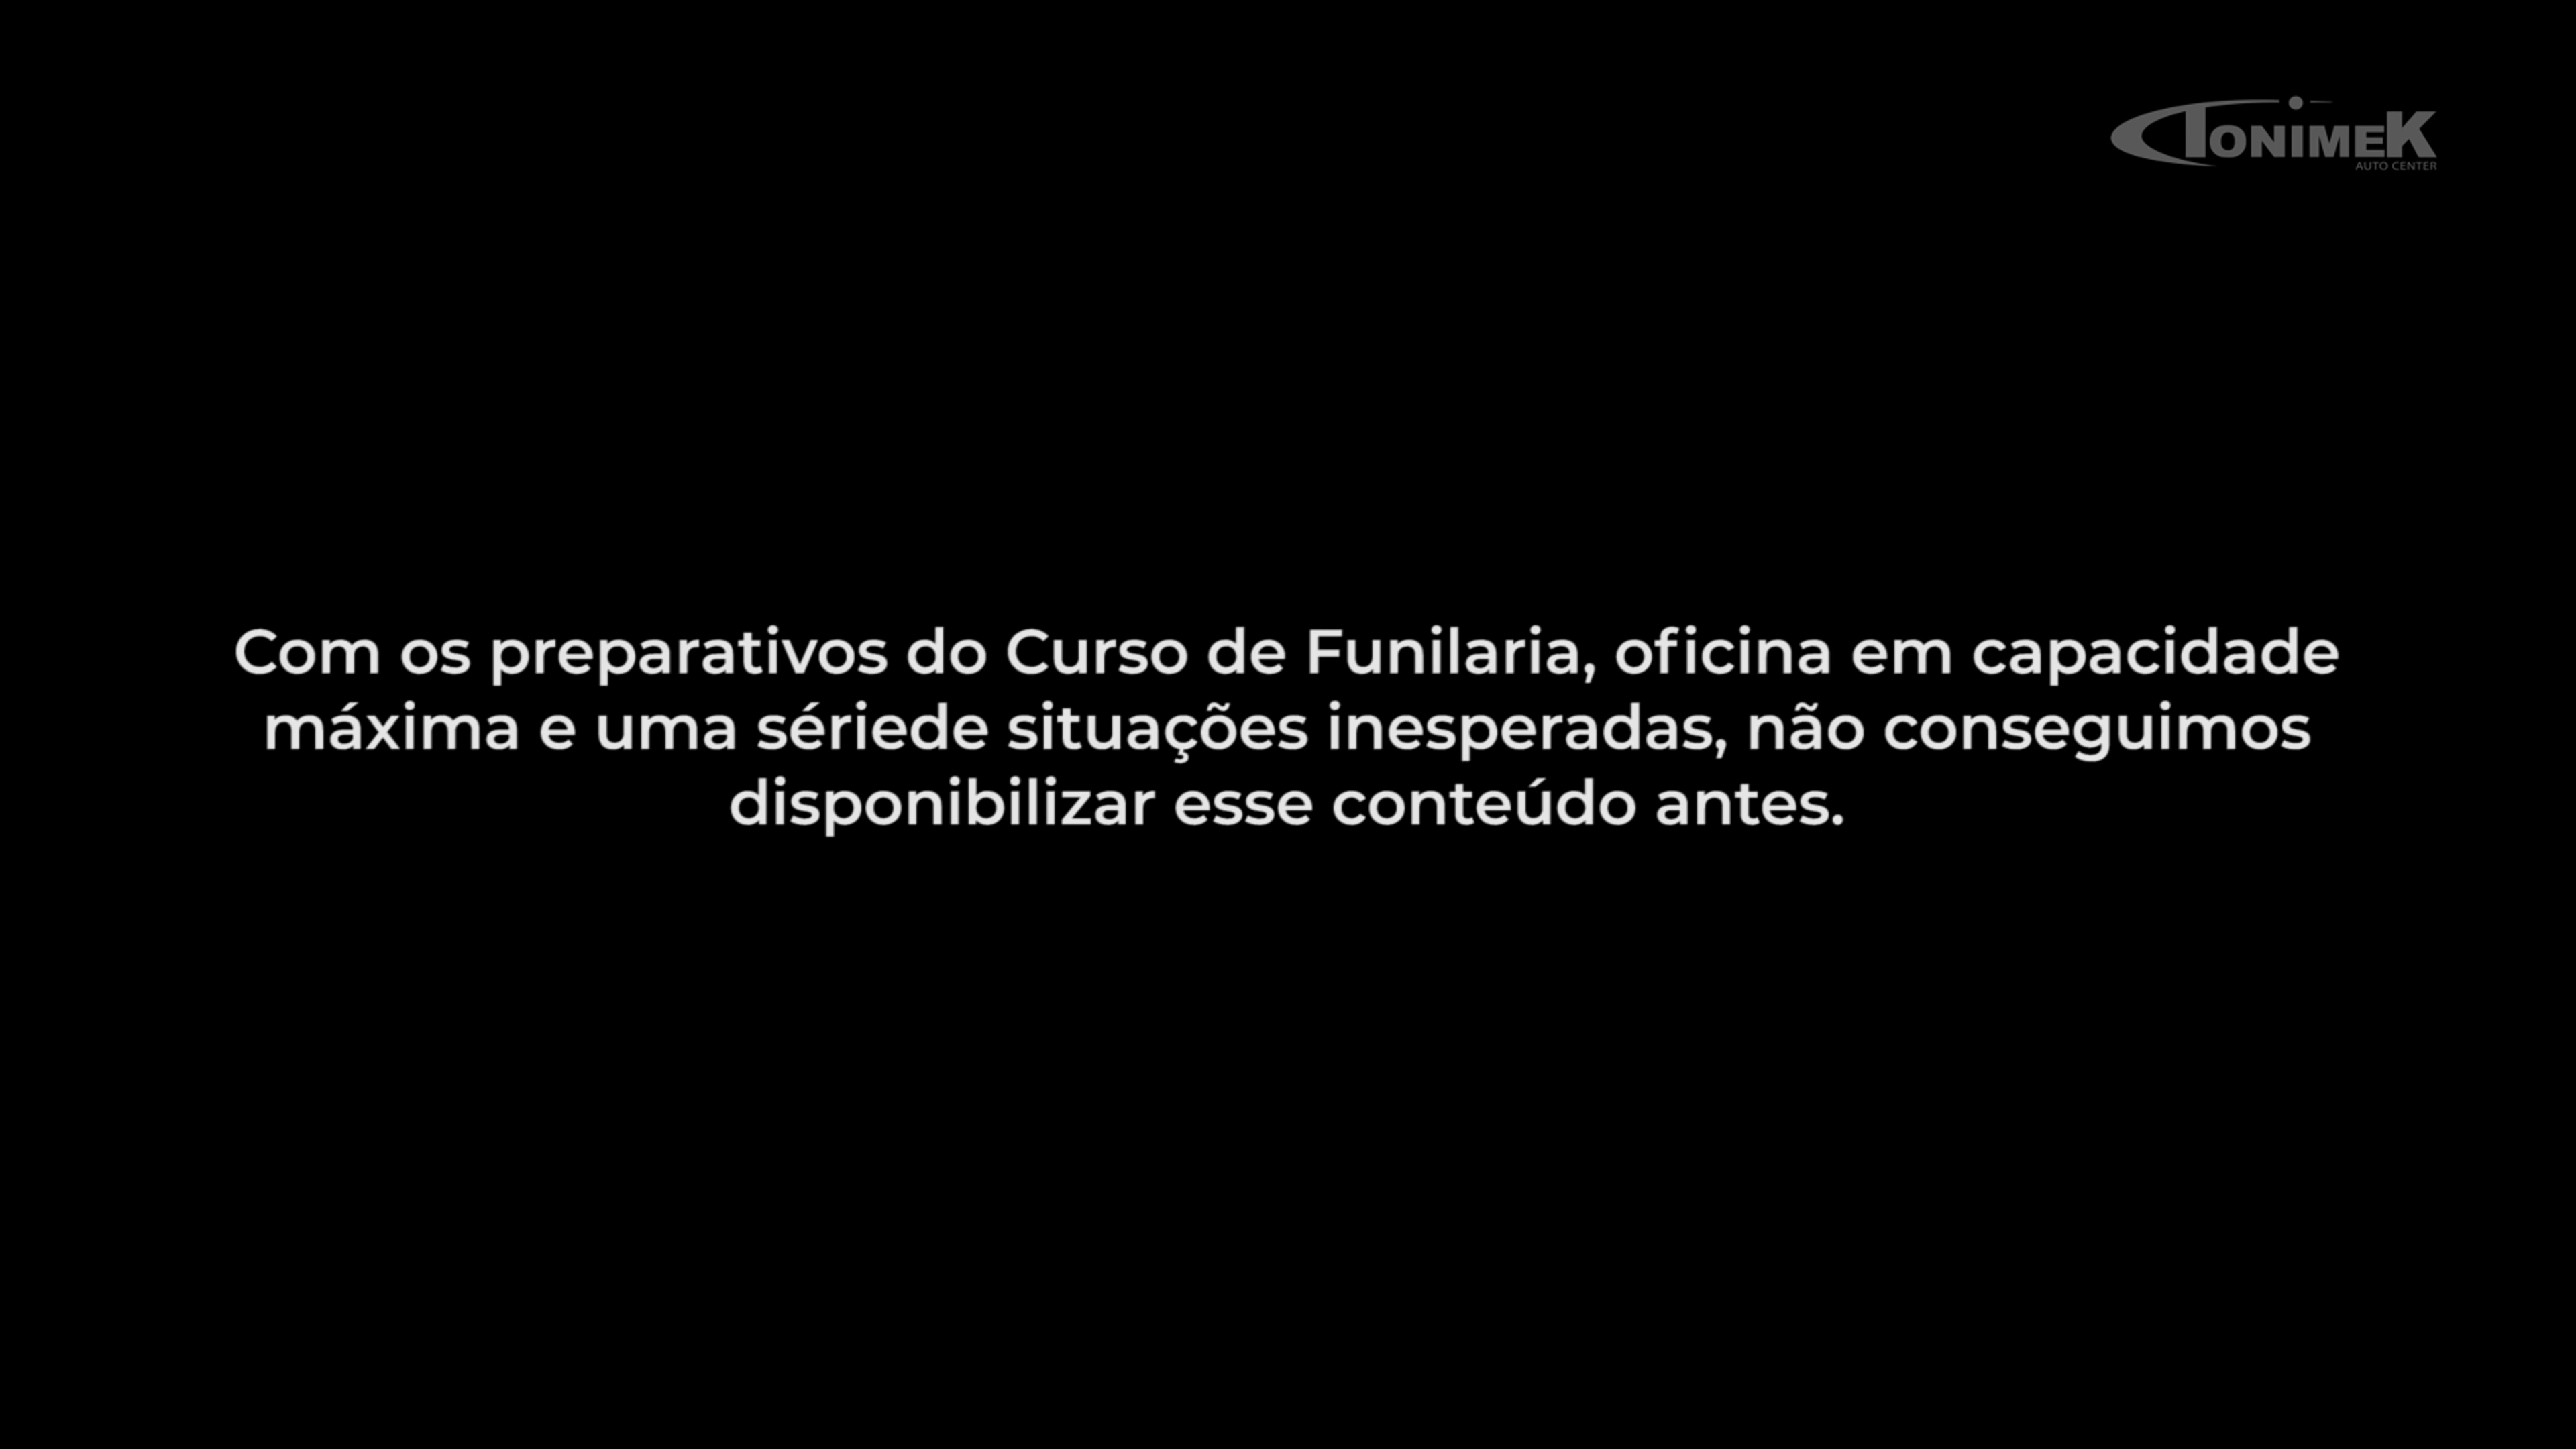 TONIMEK
AUTO CENTER
Com os preparativos do Curso de Funilaria, oficina em capacidade
máxima e uma sériede situações inesperadas, não conseguimos
disponibilizar esse conteúdo antes.